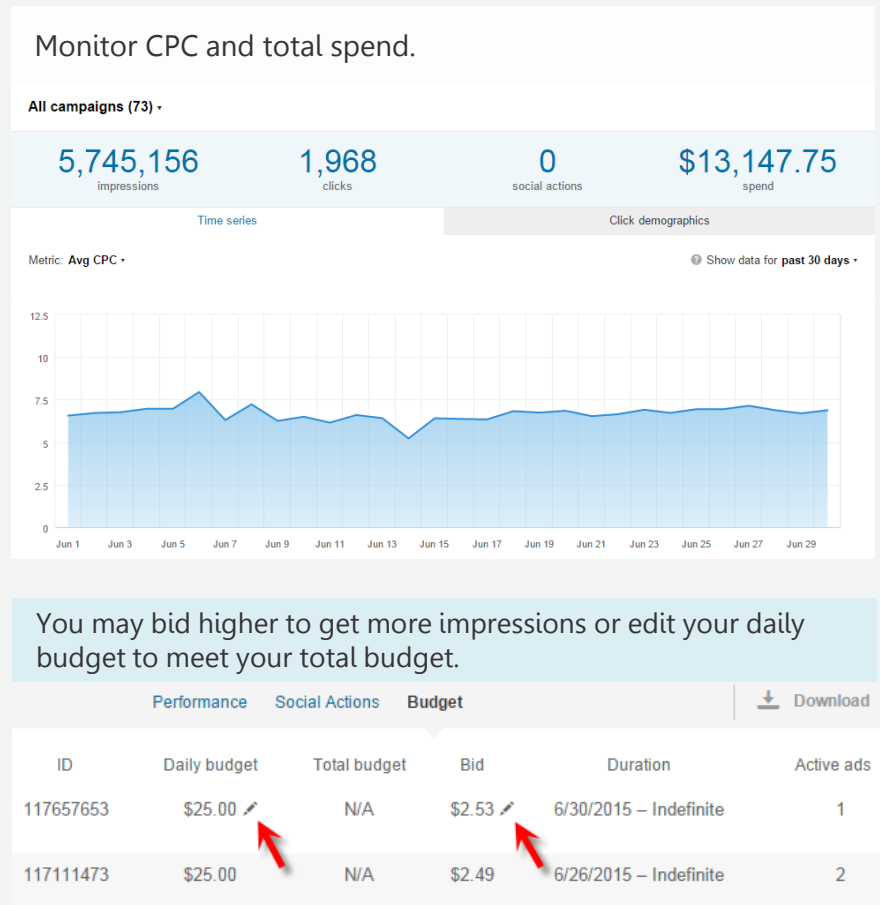 Monitor CPC and total spend.
All campaigns (73)
5,745,156 1,968 0 $13,147.75
impressions clicks social actions spend
Time series Click demographics
Metric: Avg CPC ? Show data for past 30 days
12.5
10
7.5
5
2.5
0
Jun 1 Jun 3 Jun 5 Jun 7 Jun 9 Jun 11 Jun 13 Jun 15 Jun 17 Jun 19 Jun 21 Jun 23 Jun 25 Jun 27 Jun 29
You may bid higher to get more impressions or edit your daily
budget to meet your total budget.
Performance Social Actions Budget Download
ID Daily budget Total budget Bid Duration Active ads
117657653 $25.00 N/A $2.53 6/30/2015 – Indefinite 1
117111473 $25.00 N/A $2.49 6/26/2015 – Indefinite 2